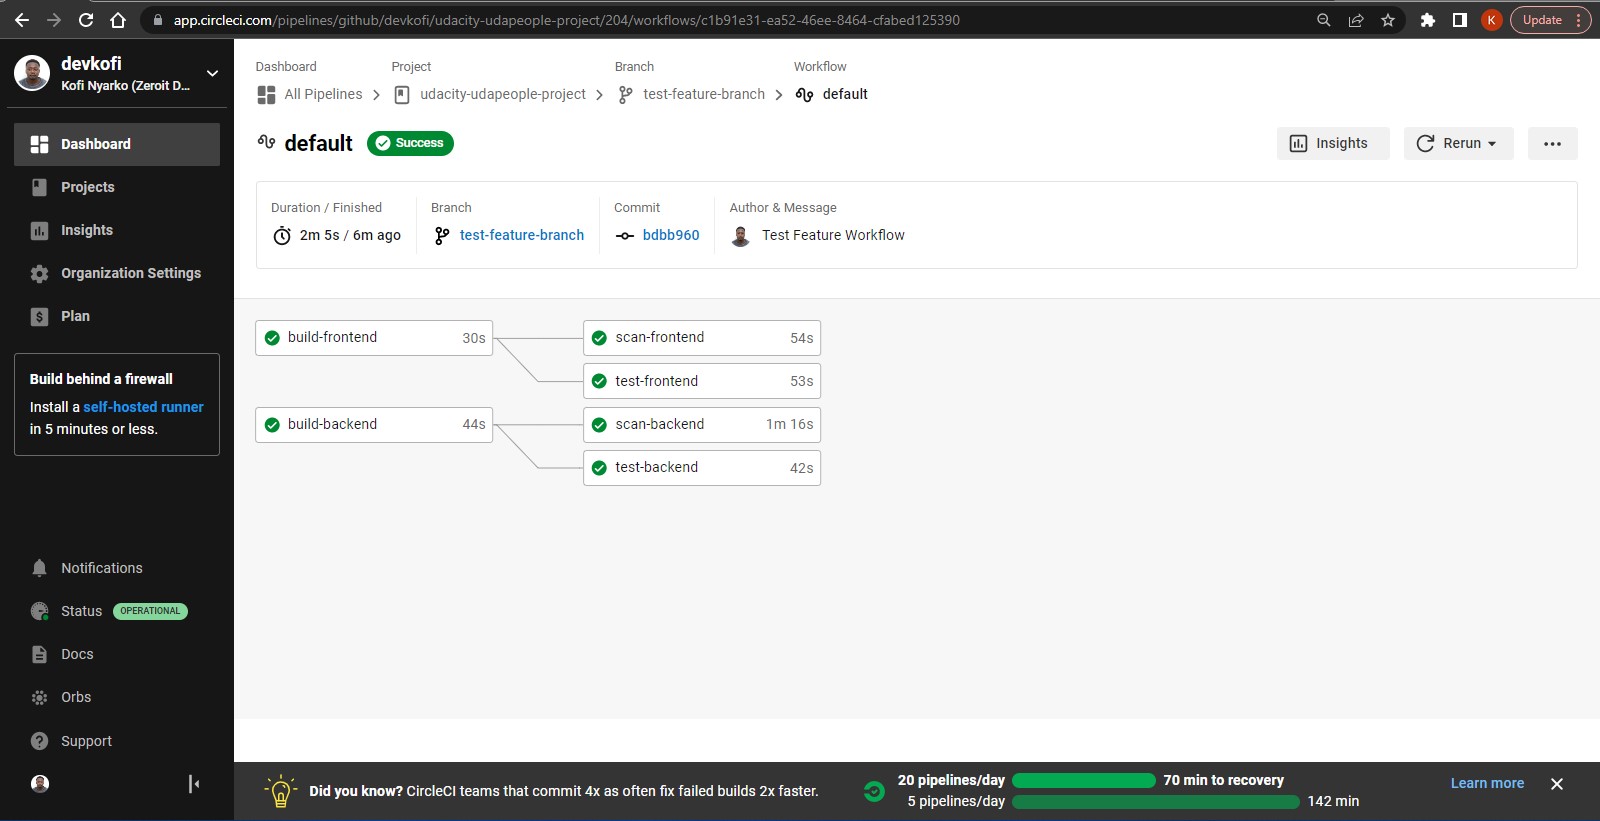 app.circleci.com/pipelines/github/devkofi/udacity-udapeople-project/204/workflows/c1b91e31-ea52-46ee-8464-cfabed125390
K
Update
devkofi
Kofi Nyarko (Zeroit D...
Dashboard
Projects
Insights
Organization Settings
Plan
Build behind a firewall
Install a self-hosted runner
in 5 minutes or less.
Notifications
Status OPERATIONAL
Docs
Orbs
Support
Dashboard Project Branch Workflow
All Pipelines udacity-udapeople-project test-feature-branch default
default Success
Insights Rerun
Duration / Finished Branch Commit Author & Message
2m 5s / 6m ago test-feature-branch bdbb960 Test Feature Workflow
build-frontend 30s scan-frontend 54s
test-frontend 53s
build-backend 44s scan-backend 1m 16s
test-backend 42s
Did you know? CircleCI teams that commit 4x as often fix failed builds 2x faster.
20 pipelines/day 70 min to recovery
5 pipelines/day 142 min
Learn more